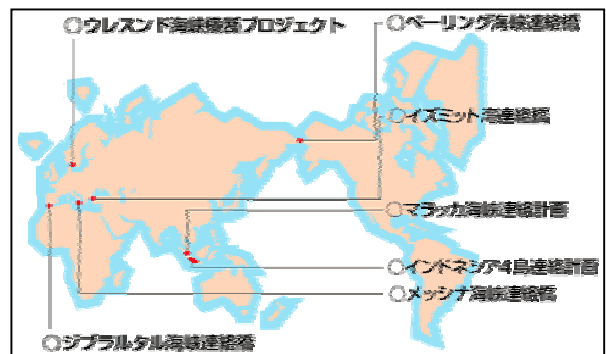 ○ウレスンド海峡接続プロジェクト
○ベーリング海峡連絡橋
○イズミット湾連絡橋
○マラッカ海峡連絡計画
○インドネシア4島連絡計画
○メッシナ海峡連絡橋
○ジブラルタル海峡連絡橋